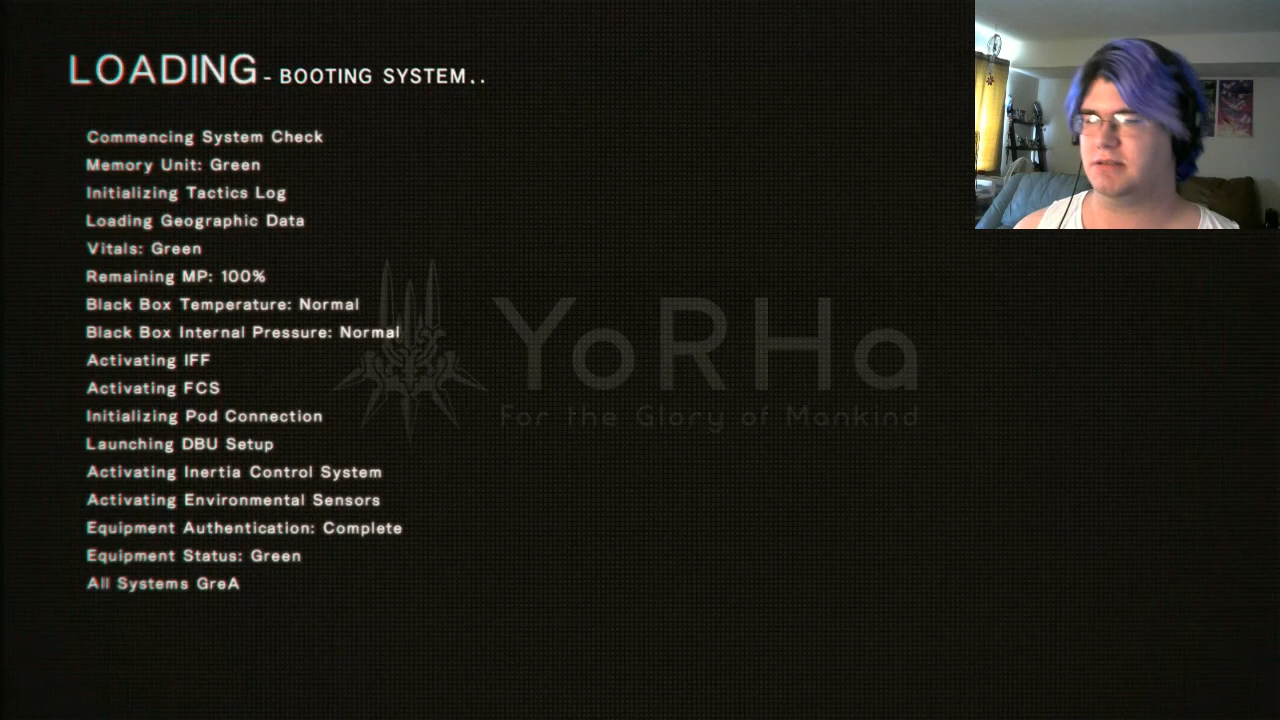 LOADING - BOOTING SYSTEM..
Commencing System Check
Memory Unit: Green
Initializing Tactics Log
Loading Geographic Data
Vitals: Green
Remaining MP: 100%
Black Box Temperature: Normal
Black Box Internal Pressure: Normal
Activating IFF
Activating FCS
Initializing Pod Connection
Launching DBU Setup
Activating Inertia Control System
Activating Environmental Sensors
Equipment Authentication: Complete
Equipment Status: Green
All Systems GreA
YoRHa
For the Glory of Mankind